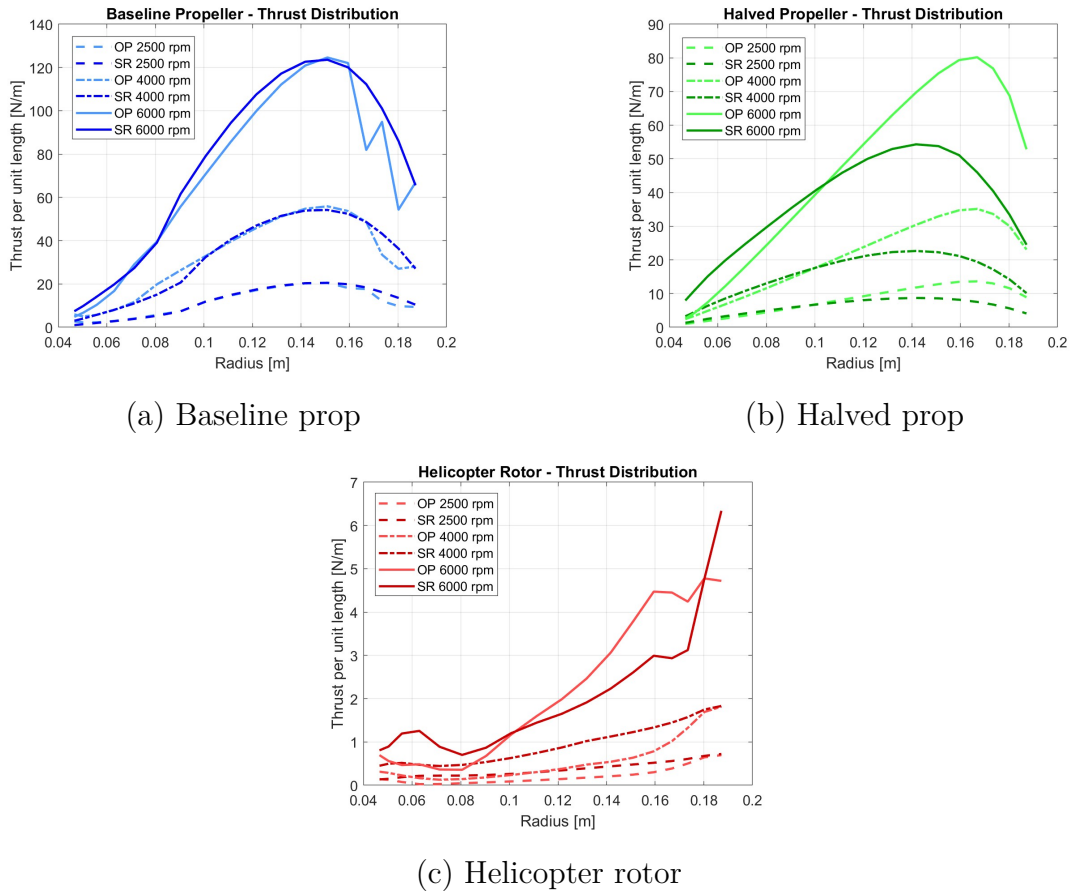 Baseline Propeller - Thrust Distribution
140
120
100
80
60
40
20
0
Thrust per unit length [N/m]
OP 2500 rpm
SR 2500 rpm
OP 4000 rpm
SR 4000 rpm
OP 6000 rpm
SR 6000 rpm
0.04 0.06 0.08 0.1 0.12 0.14 0.16 0.18 0.2
Radius [m]
(a) Baseline prop
Halved Propeller - Thrust Distribution
90
80
70
60
50
40
30
20
10
0
Thrust per unit length [N/m]
OP 2500 rpm
SR 2500 rpm
OP 4000 rpm
SR 4000 rpm
OP 6000 rpm
SR 6000 rpm
0.04 0.06 0.08 0.1 0.12 0.14 0.16 0.18 0.2
Radius [m]
(b) Halved prop
Helicopter Rotor - Thrust Distribution
7
6
5
4
3
2
1
0
Thrust per unit length [N/m]
OP 2500 rpm
SR 2500 rpm
OP 4000 rpm
SR 4000 rpm
OP 6000 rpm
SR 6000 rpm
0.04 0.06 0.08 0.1 0.12 0.14 0.16 0.18 0.2
Radius [m]
(c) Helicopter rotor